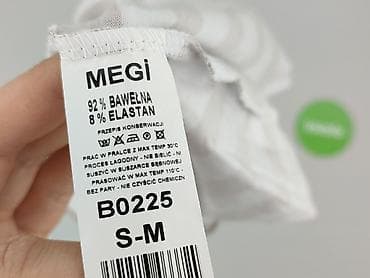 MEGi
92 % BAWEŁNA
8 % ELASTAN
PRZEPIS KONSERWACJI
PRAĆ W PRALCE Z MAX TEMP 30°C
PROCES ŁAGODNY - NIE BIELIĆ - NIE
SUSZYĆ W SUSZARCE BĘBNOWEJ
PRASOWAĆ W MAX TEMP 110°C
BEZ PARY - NIE CZYŚCIĆ CHEMICZN
B0225
S-M